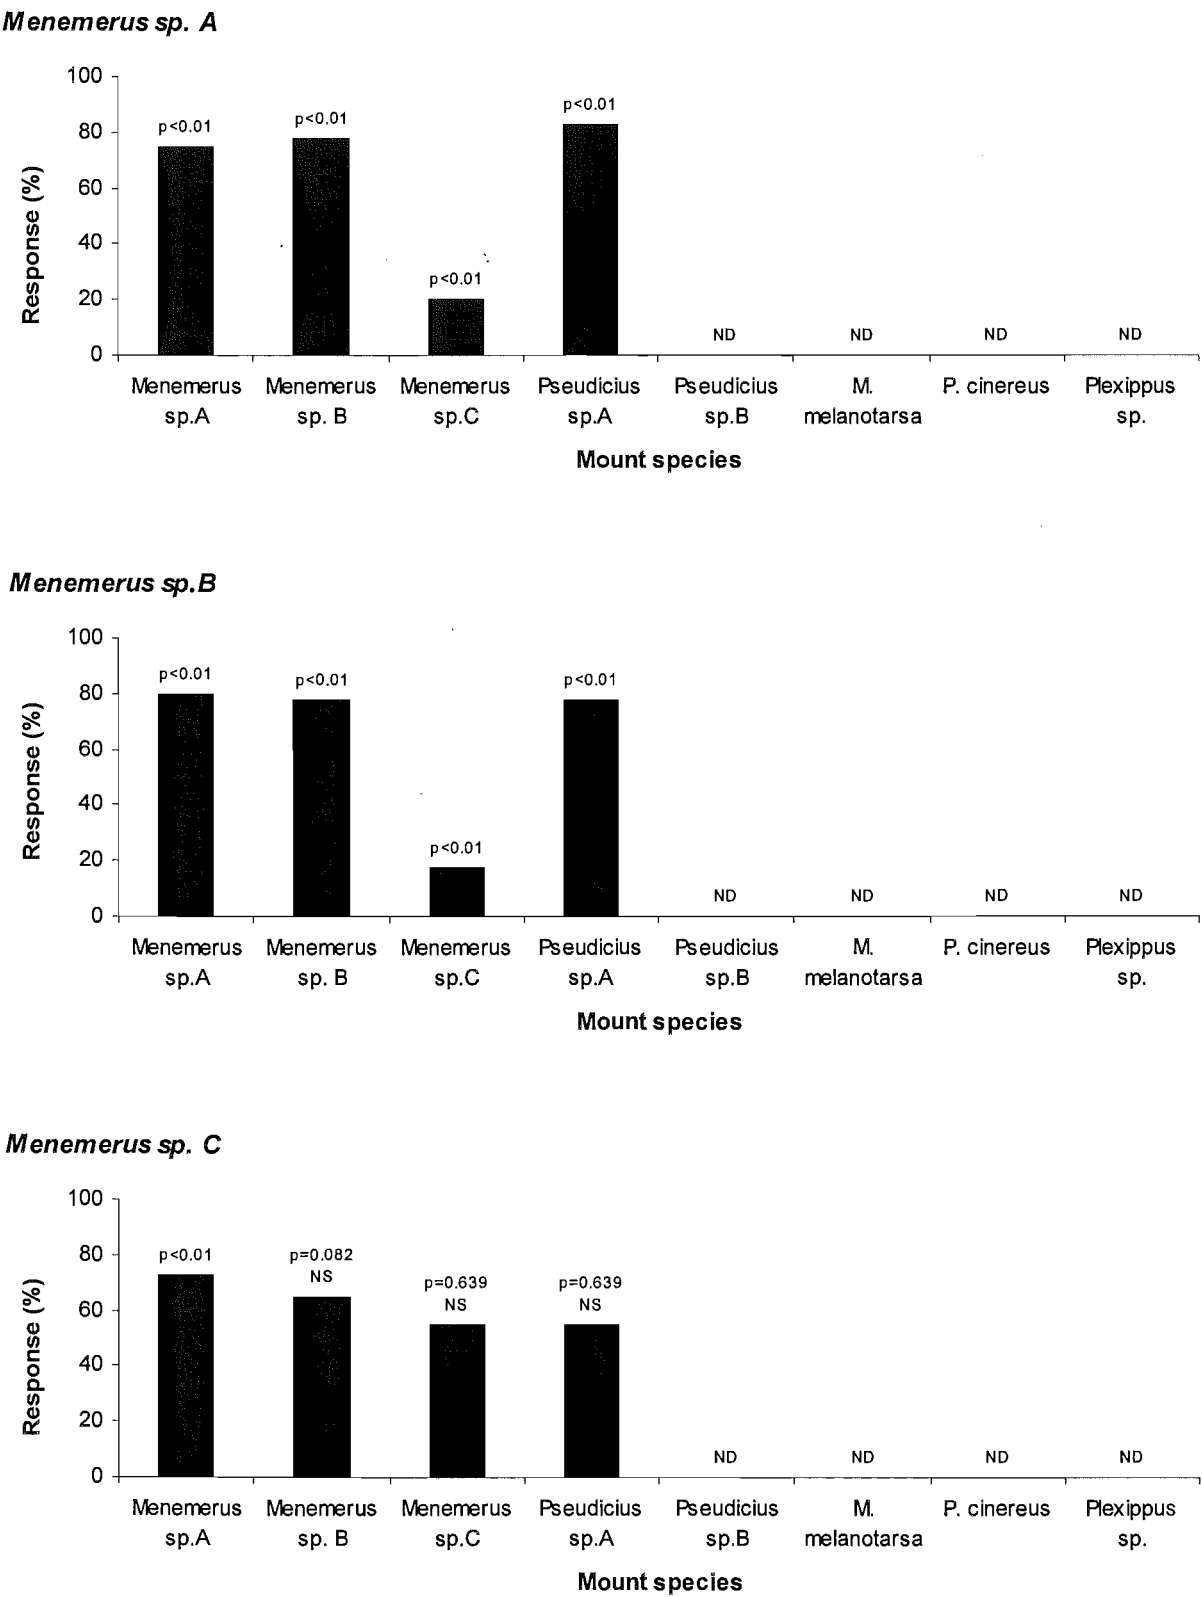 Menemerus sp. A
100
80
60
40
20
0
Response (%)
p<0.01
p<0.01
p<0.01
p<0.01
ND
ND
ND
ND
Menemerus Menemerus Menemerus Pseudicius Pseudicius M. P. cinereus Plexippus
sp.A sp. B sp.C sp.A sp.B melanotarsa sp.
Mount species
Menemerus sp.B
100
80
60
40
20
0
Response (%)
p<0.01
p<0.01
p<0.01
p<0.01
ND
ND
ND
ND
Menemerus Menemerus Menemerus Pseudicius Pseudicius M. P. cinereus Plexippus
sp.A sp. B sp.C sp.A sp.B melanotarsa sp.
Mount species
Menemerus sp. C
100
80
60
40
20
0
Response (%)
p<0.01
p=0.082
NS
p=0.639
NS
p=0.639
NS
ND
ND
ND
ND
Menemerus Menemerus Menemerus Pseudicius Pseudicius M. P. cinereus Plexippus
sp.A sp. B sp.C sp.A sp.B melanotarsa sp.
Mount species